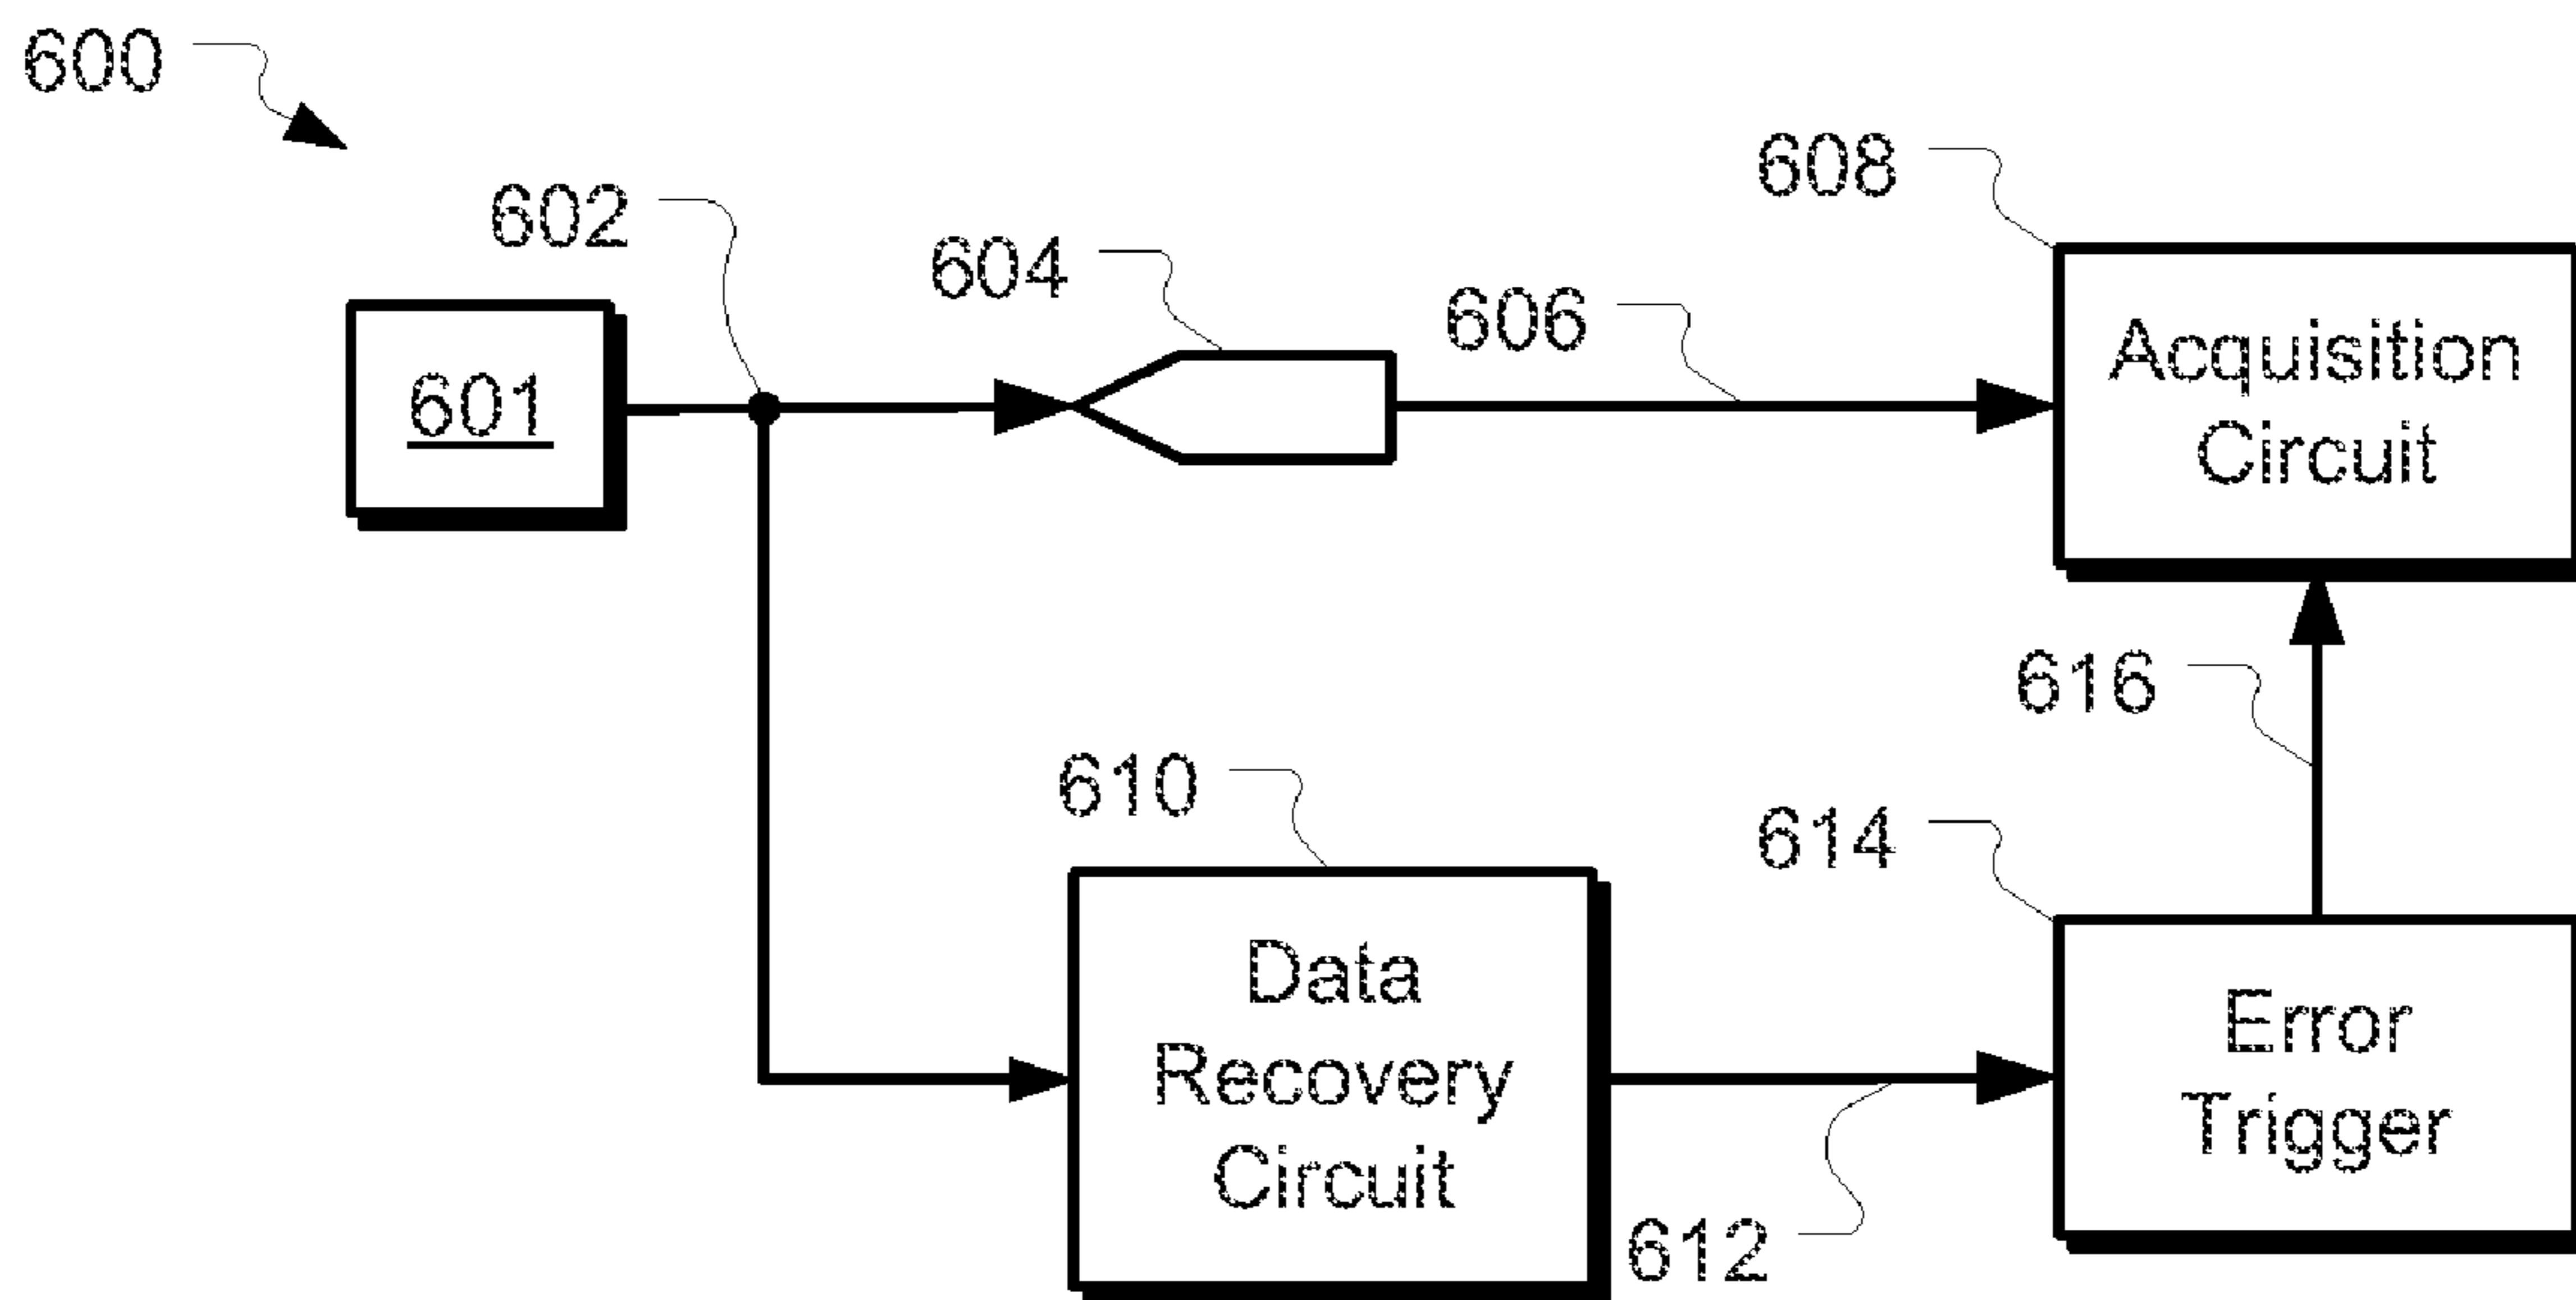 600
602
604
606
608
601
Acquisition
Circuit
616
610
614
Data
Recovery
Circuit
Error
Trigger
612